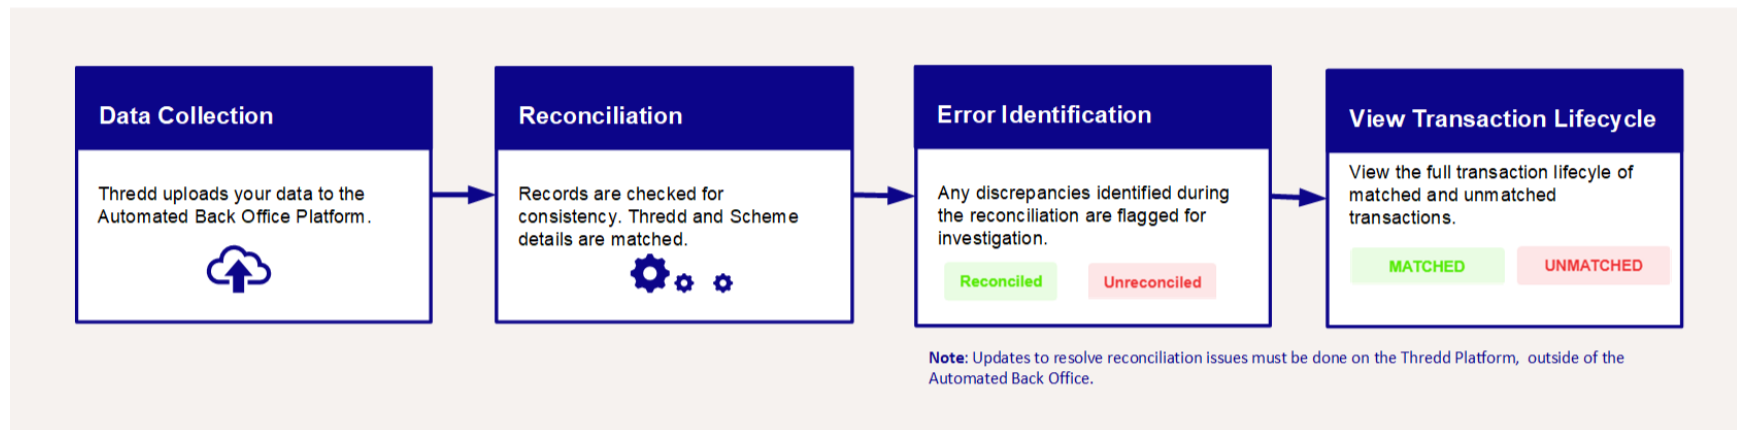 Data Collection
Thredd uploads your data to the
Automated Back Office Platform.
Reconciliation
Records are checked for
consistency. Thredd and Scheme
details are matched.
Error Identification
Any discrepancies identified during
the reconciliation are flagged for
investigation.
Reconciled
Unreconciled
View Transaction Lifecycle
View the full transaction lifecyle of
matched and unmatched
transactions.
MATCHED
UNMATCHED
Note: Updates to resolve reconciliation issues must be done on the Thredd Platform, outside of the
Automated Back Office.